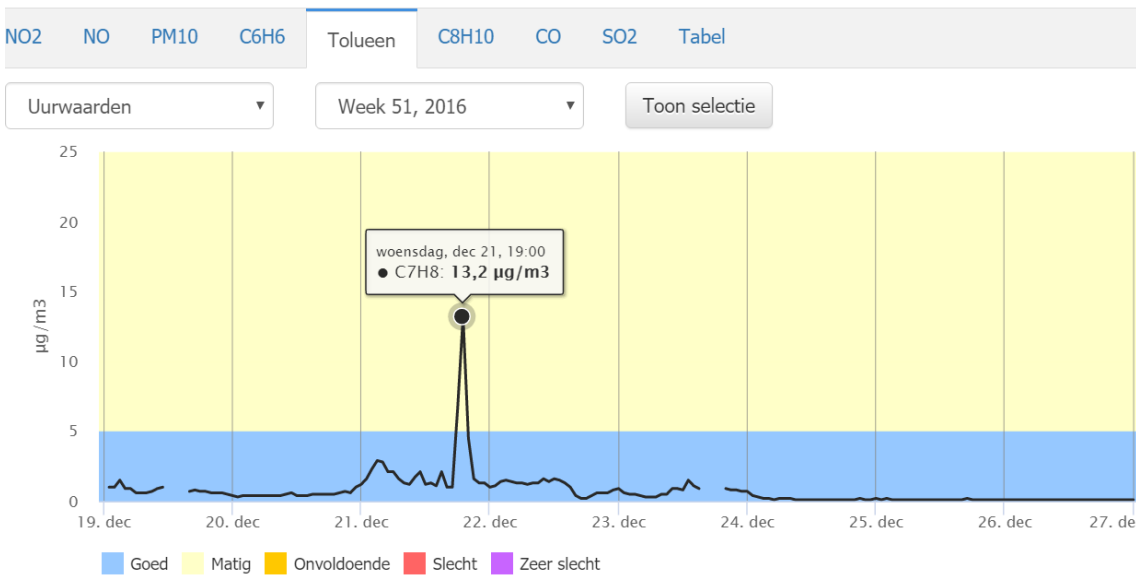 NO2 NO PM10 C6H6 Tolueen C8H10 CO SO2 Tabel
Uurwaarden Week 51, 2016 Toon selectie
25
20
woensdag, dec 21, 19:00
● C7H8: 13,2 µg/m3
15
µg/m3
10
5
0
19. dec 20. dec 21. dec 22. dec 23. dec 24. dec 25. dec 26. dec 27. de
Goed Matig Onvoldoende Slecht Zeer slecht